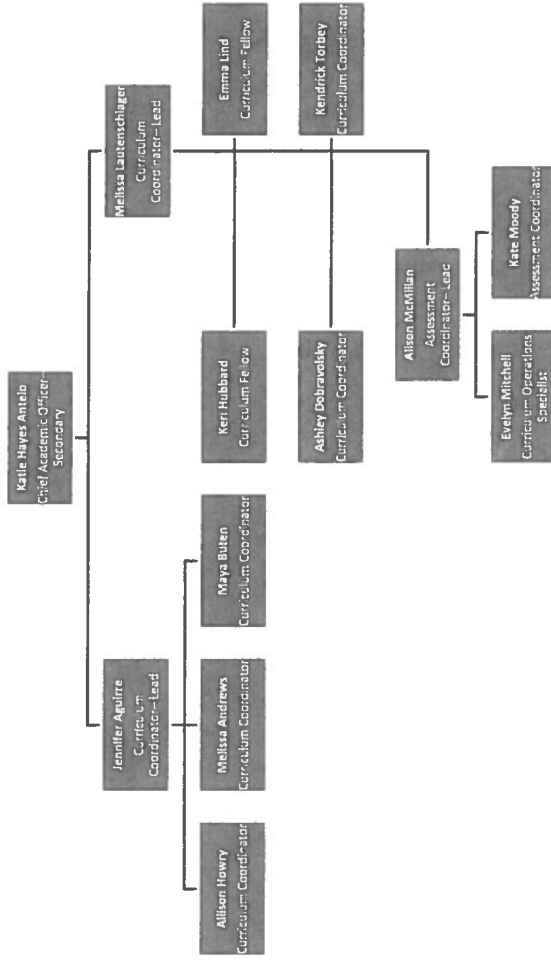 Katie Hayes Antelo
Chief Academic Officer–
Secondary
Jennifer Aguirre
Curriculum
Coordinator–Lead
Melissa Lautenschlager
Curriculum
Coordinator–Lead
Allison Howry
Curriculum Coordinator
Melissa Andrews
Curriculum Coordinator
Maya Buten
Curriculum Coordinator
Keri Hubbard
Curriculum Fellow
Emma Lind
Curriculum Fellow
Ashley Dobravolsky
Curriculum Coordinator
Kendrick Torbey
Curriculum Coordinator
Alison McMillan
Assessment
Coordinator–Lead
Evelyn Mitchell
Curriculum Operations
Specialist
Kate Moody
Assessment Coordinator